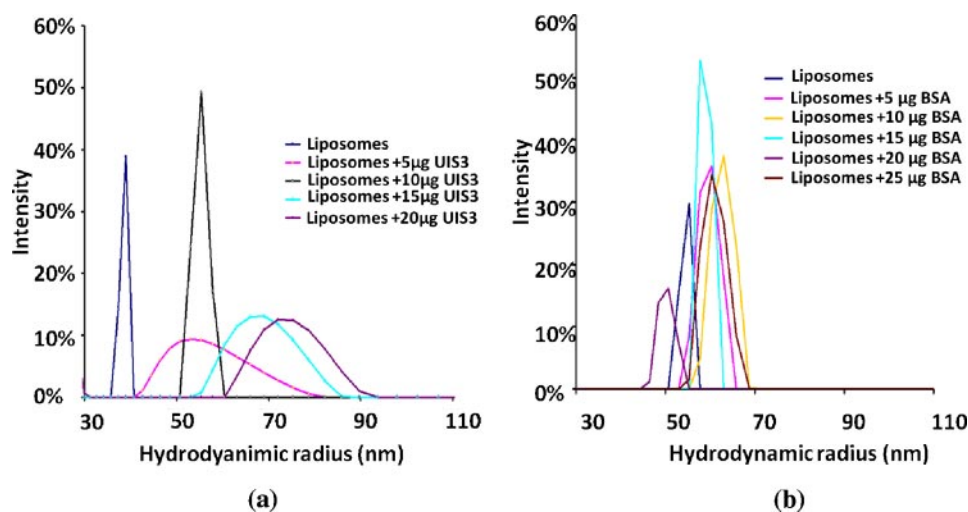 60%
50%
40%
30%
20%
10%
0%
Intensity
Liposomes
Liposomes +5µg UIS3
Liposomes +10µg UIS3
Liposomes +15µg UIS3
Liposomes +20µg UIS3
30 50 70 90 110
Hydrodyanimic radius (nm)
(a)
60%
50%
40%
30%
20%
10%
0%
Intensity
Liposomes
Liposomes +5 µg BSA
Liposomes +10 µg BSA
Liposomes +15 µg BSA
Liposomes +20 µg BSA
Liposomes +25 µg BSA
30 50 70 90 110
Hydrodynamic radius (nm)
(b)